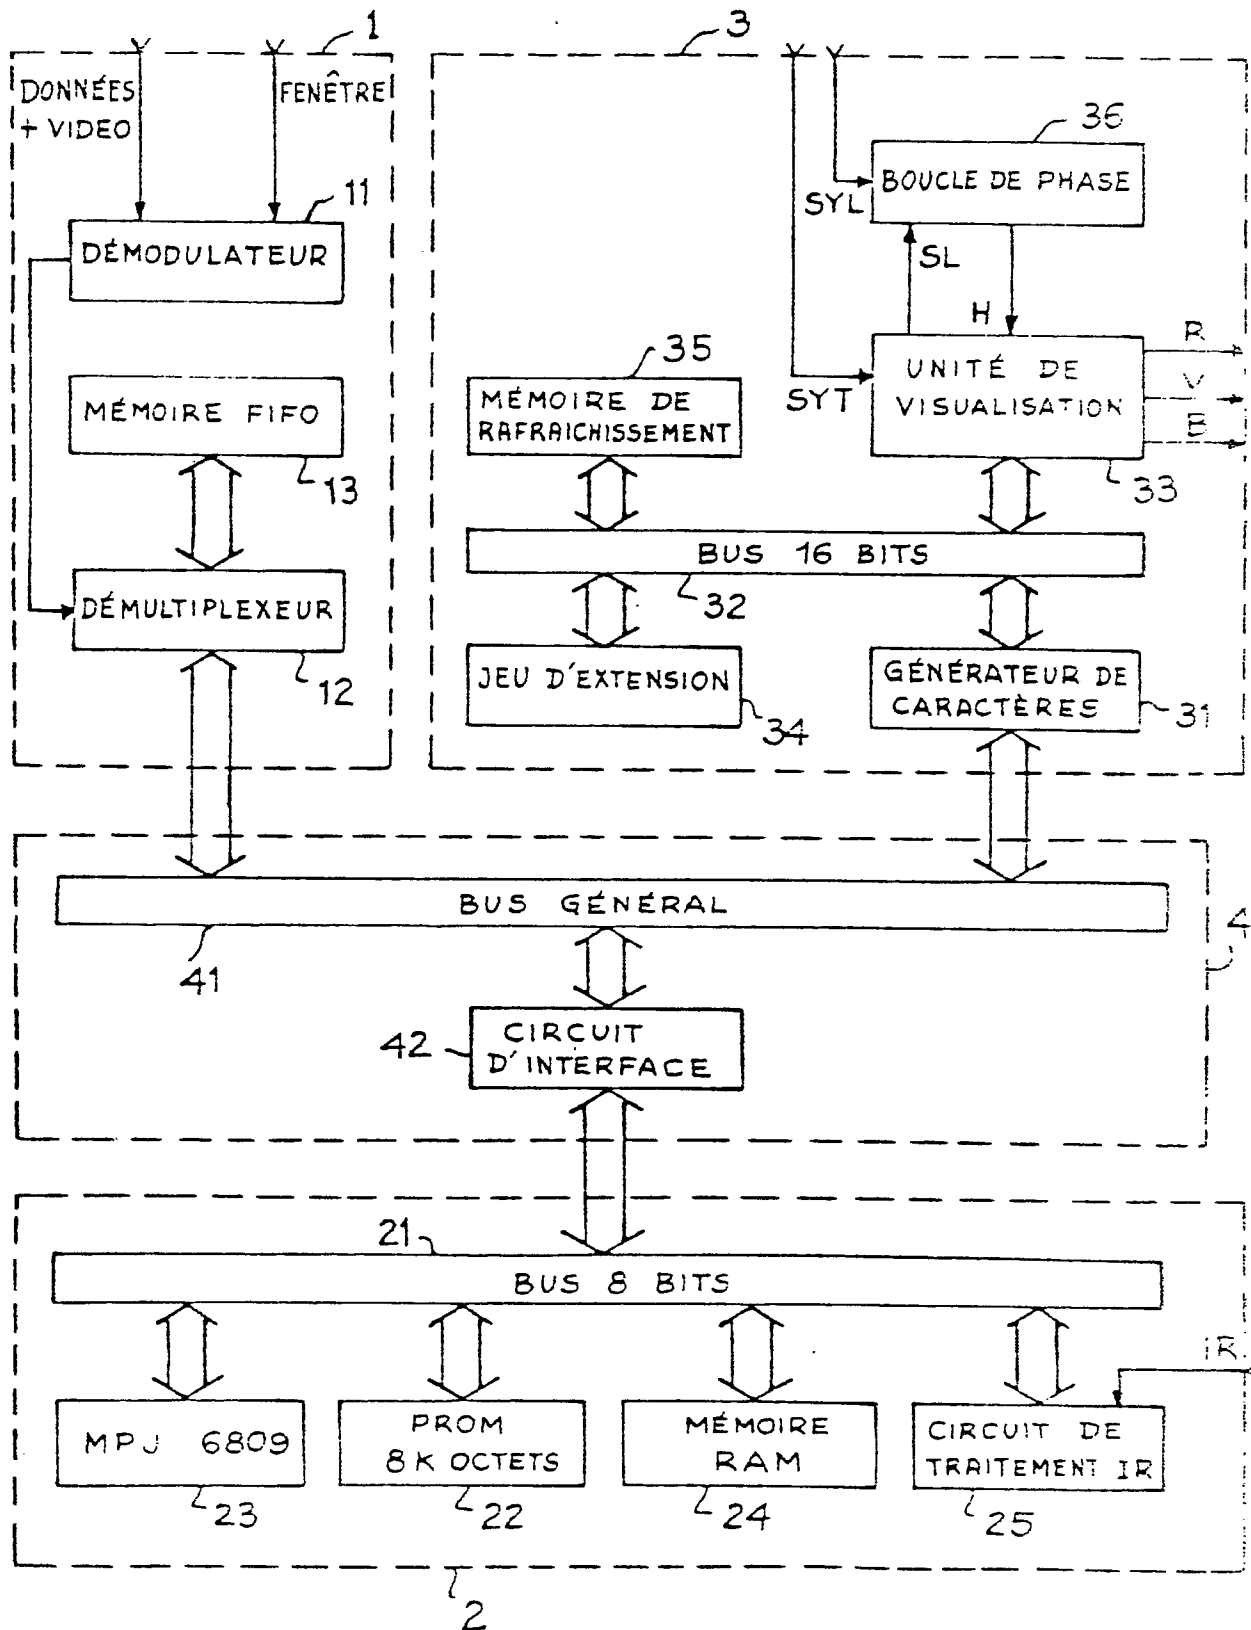 1
3
DONNÉES
+ VIDEO
FENÊTRE
36
11
BOUCLE DE PHASE
SYL
DÉMODULATEUR
SL
H
R
35
UNITÉ DE
VISUALISATION
V
MÉMOIRE FIFO
MÉMOIRE DE
RAFRAICHISSEMENT
SYT
B
13
33
BUS 16 BITS
DÉMULTIPLEXEUR
32
12
JEU D'EXTENSION
GÉNÉRATEUR DE
CARACTÈRES
34
31
BUS GÉNÉRAL
4
41
42
CIRCUIT
D'INTERFACE
21
BUS 8 BITS
IR
MPJ 6809
PROM
8K OCTETS
MÉMOIRE
RAM
CIRCUIT DE
TRAITEMENT IR
23
22
24
25
2